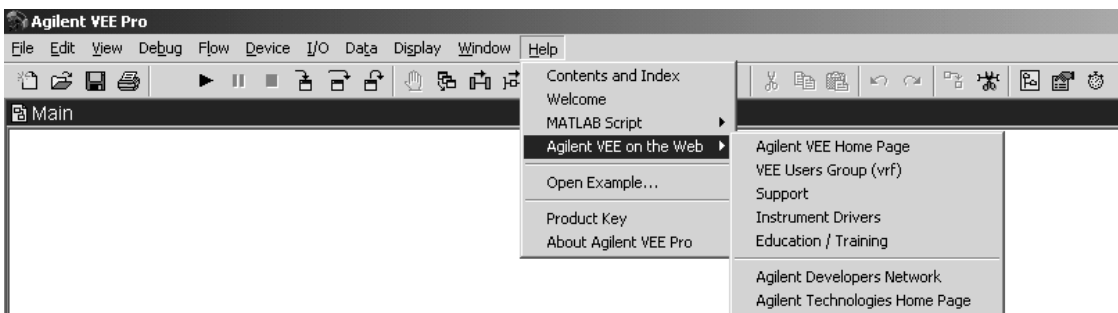 Agilent VEE Pro
File Edit View Debug Flow Device I/O Data Display Window Help
Main
Contents and Index
Welcome
MATLAB Script
Agilent VEE on the Web
Open Example...
Product Key
About Agilent VEE Pro
Agilent VEE Home Page
VEE Users Group (vrf)
Support
Instrument Drivers
Education / Training
Agilent Developers Network
Agilent Technologies Home Page